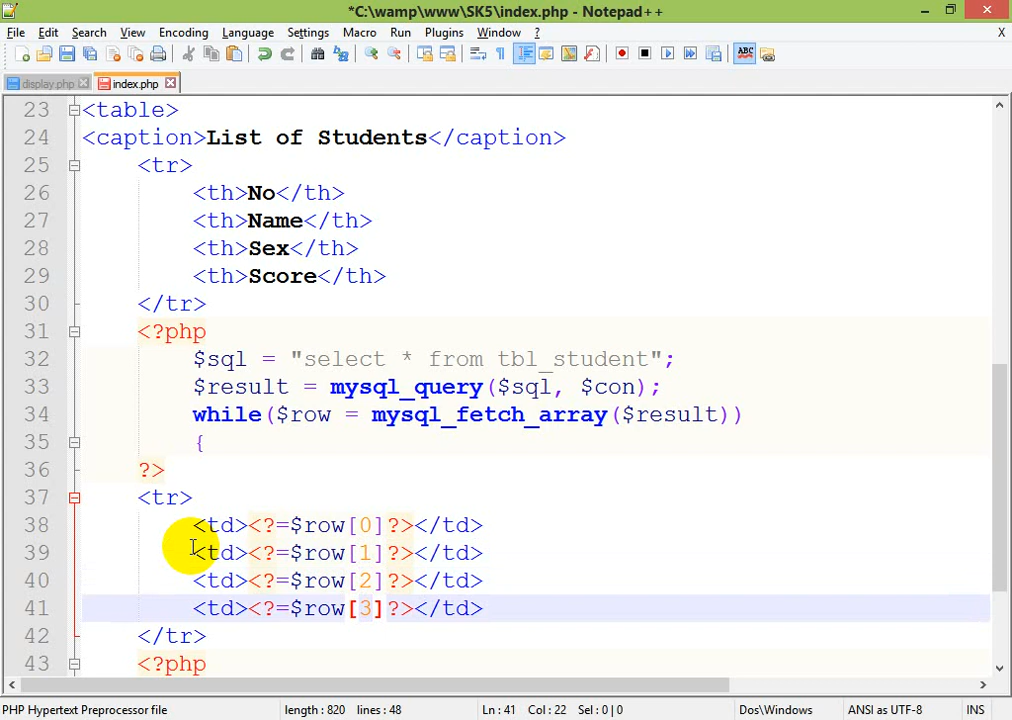 *C:\wamp\www\SK5\index.php - Notepad++
File Edit Search View Encoding Language Settings Macro Run Plugins Window ? X
display.php index.php
23 <table>
24 <caption>List of Students</caption>
25 <tr>
26 <th>No</th>
27 <th>Name</th>
28 <th>Sex</th>
29 <th>Score</th>
30 </tr>
31 <?php
32 $sql = "select * from tbl_student";
33 $result = mysql_query($sql, $con);
34 while($row = mysql_fetch_array($result))
35 {
36 ?>
37 <tr>
38 <td><?=$row[0]?></td>
39 <td><?=$row[1]?></td>
40 <td><?=$row[2]?></td>
41 <td><?=$row[3]?></td>
42 </tr>
43 <?php
PHP Hypertext Preprocessor file length : 820 lines : 48 Ln : 41 Col : 22 Sel : 0 | 0 Dos\Windows ANSI as UTF-8 INS